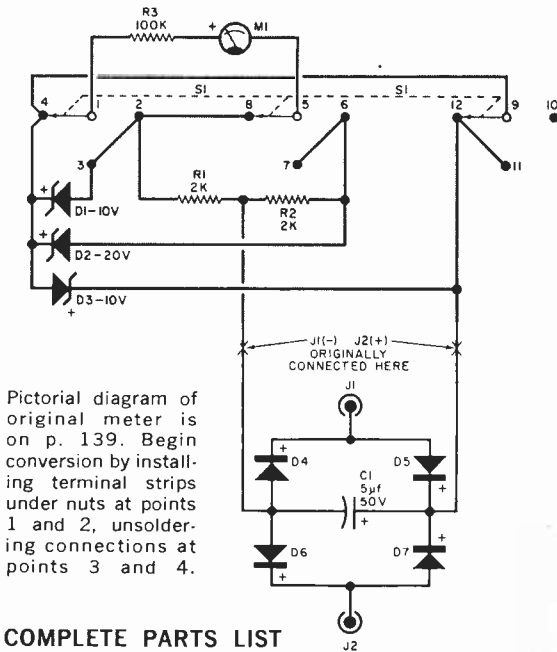 R3
100K
+
M1
S1
S1
4
1
2
8
5
6
12
9
10
3
7
11
R1
2K
R2
2K
+
D1-10V
+
D2-20V
D3-10V
+
J1(-) J2(+)
ORIGINALLY
CONNECTED HERE
J1
+
D4
D5
+
C1
5µf
50V
+
D6
+
D7
+
J2
Pictorial diagram of
original meter is
on p. 139. Begin
conversion by install-
ing terminal strips
under nuts at points
1 and 2, unsolder-
ing connections at
points 3 and 4.
COMPLETE PARTS LIST